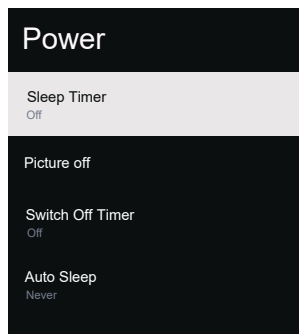 Power
Sleep Timer
Off
Picture off
Switch Off Timer
Off
Auto Sleep
Never